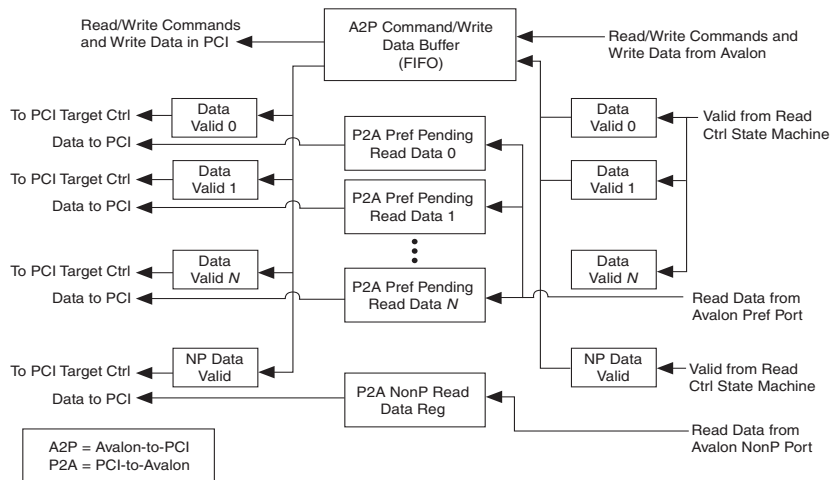 Read/Write Commands
and Write Data in PCI
A2P Command/Write
Data Buffer
(FIFO)
Read/Write Commands and
Write Data from Avalon
To PCI Target Ctrl
Data
Valid 0
Data to PCI
P2A Pref Pending
Read Data 0
Data
Valid 0
Valid from Read
Ctrl State Machine
To PCI Target Ctrl
Data
Valid 1
Data to PCI
P2A Pref Pending
Read Data 1
Data
Valid 1
To PCI Target Ctrl
Data
Valid N
Data to PCI
P2A Pref Pending
Read Data N
Data
Valid N
Read Data from
Avalon Pref Port
To PCI Target Ctrl
NP Data
Valid
Data to PCI
P2A NonP Read
Data Reg
NP Data
Valid
Valid from Read
Ctrl State Machine
Read Data from
Avalon NonP Port
A2P = Avalon-to-PCI
P2A = PCI-to-Avalon